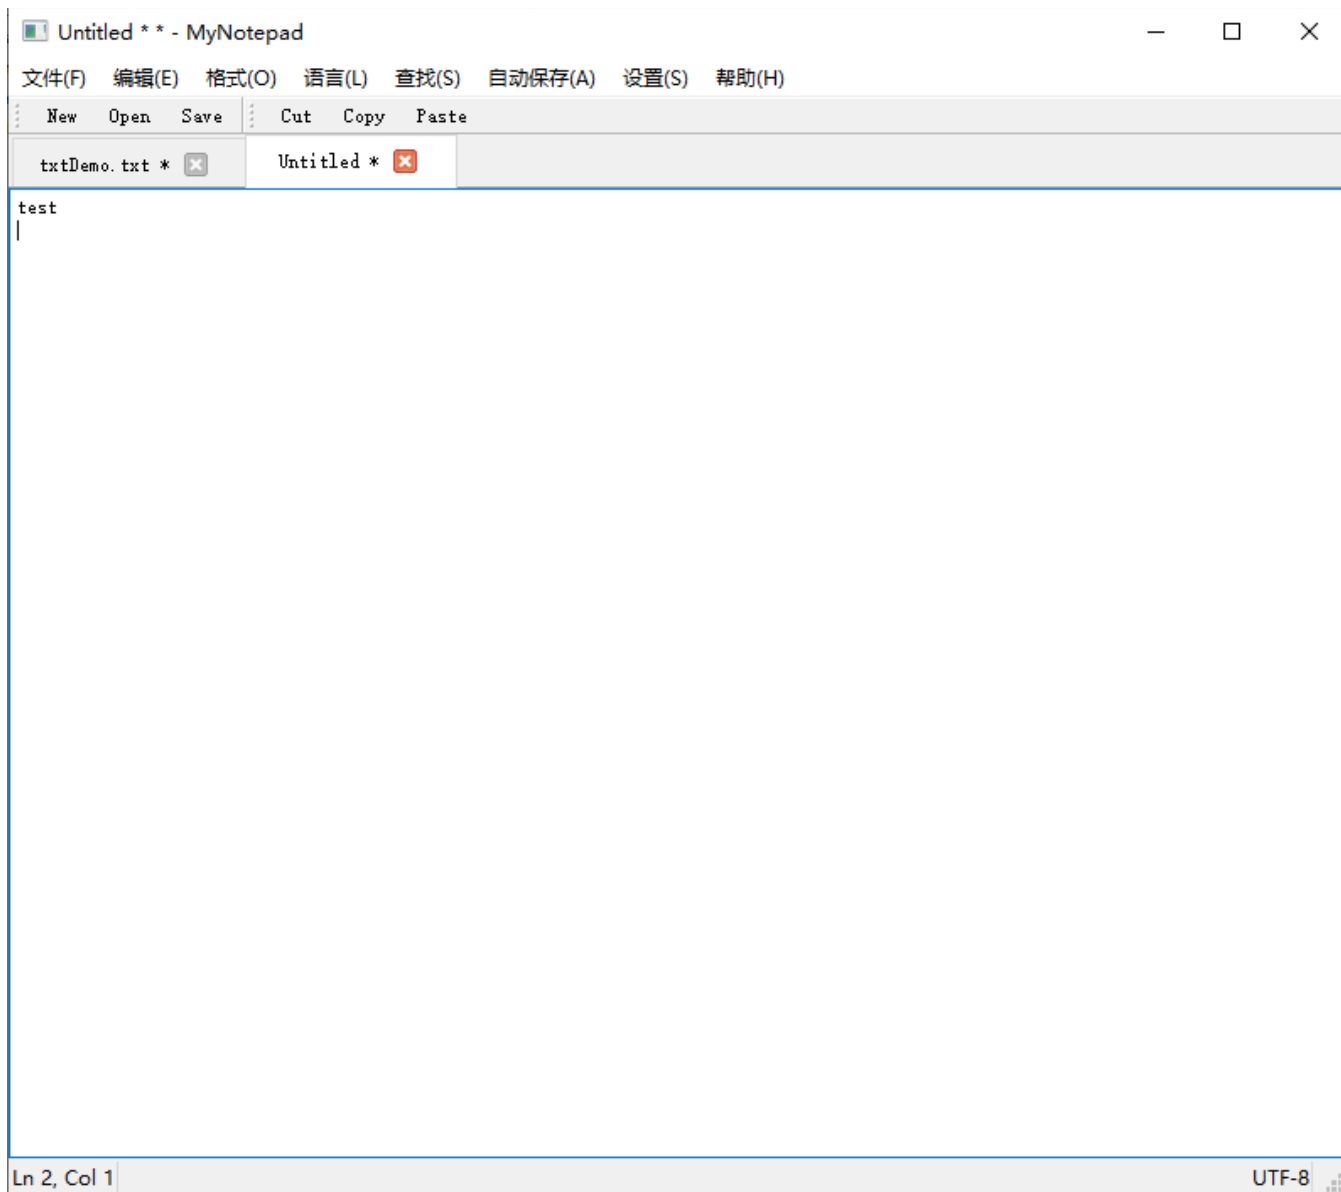 Untitled * * - MyNotepad
文件(F) 编辑(E) 格式(O) 语言(L) 查找(S) 自动保存(A) 设置(S) 帮助(H)
New Open Save Cut Copy Paste
txtDemo.txt * Untitled *
test
Ln 2, Col 1 UTF-8